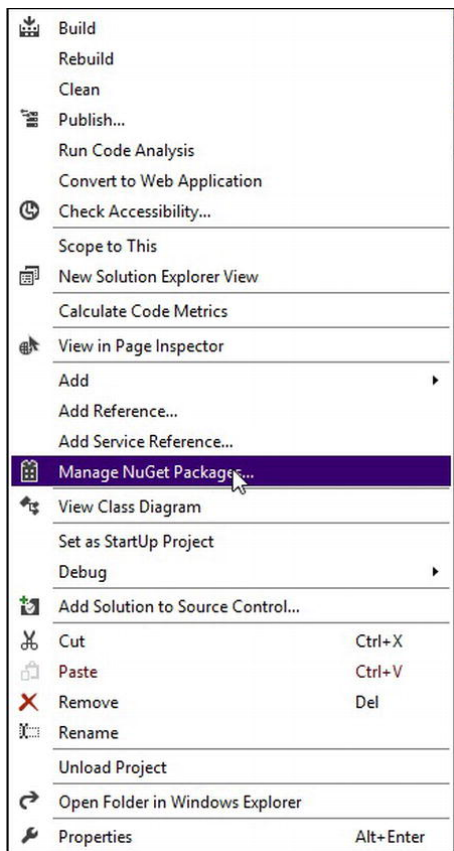 Build
Rebuild
Clean
Publish...
Run Code Analysis
Convert to Web Application
Check Accessibility...
Scope to This
New Solution Explorer View
Calculate Code Metrics
View in Page Inspector
Add
Add Reference...
Add Service Reference...
Manage NuGet Packages...
View Class Diagram
Set as StartUp Project
Debug
Add Solution to Source Control...
Cut Ctrl+X
Paste Ctrl+V
Remove Del
Rename
Unload Project
Open Folder in Windows Explorer
Properties Alt+Enter